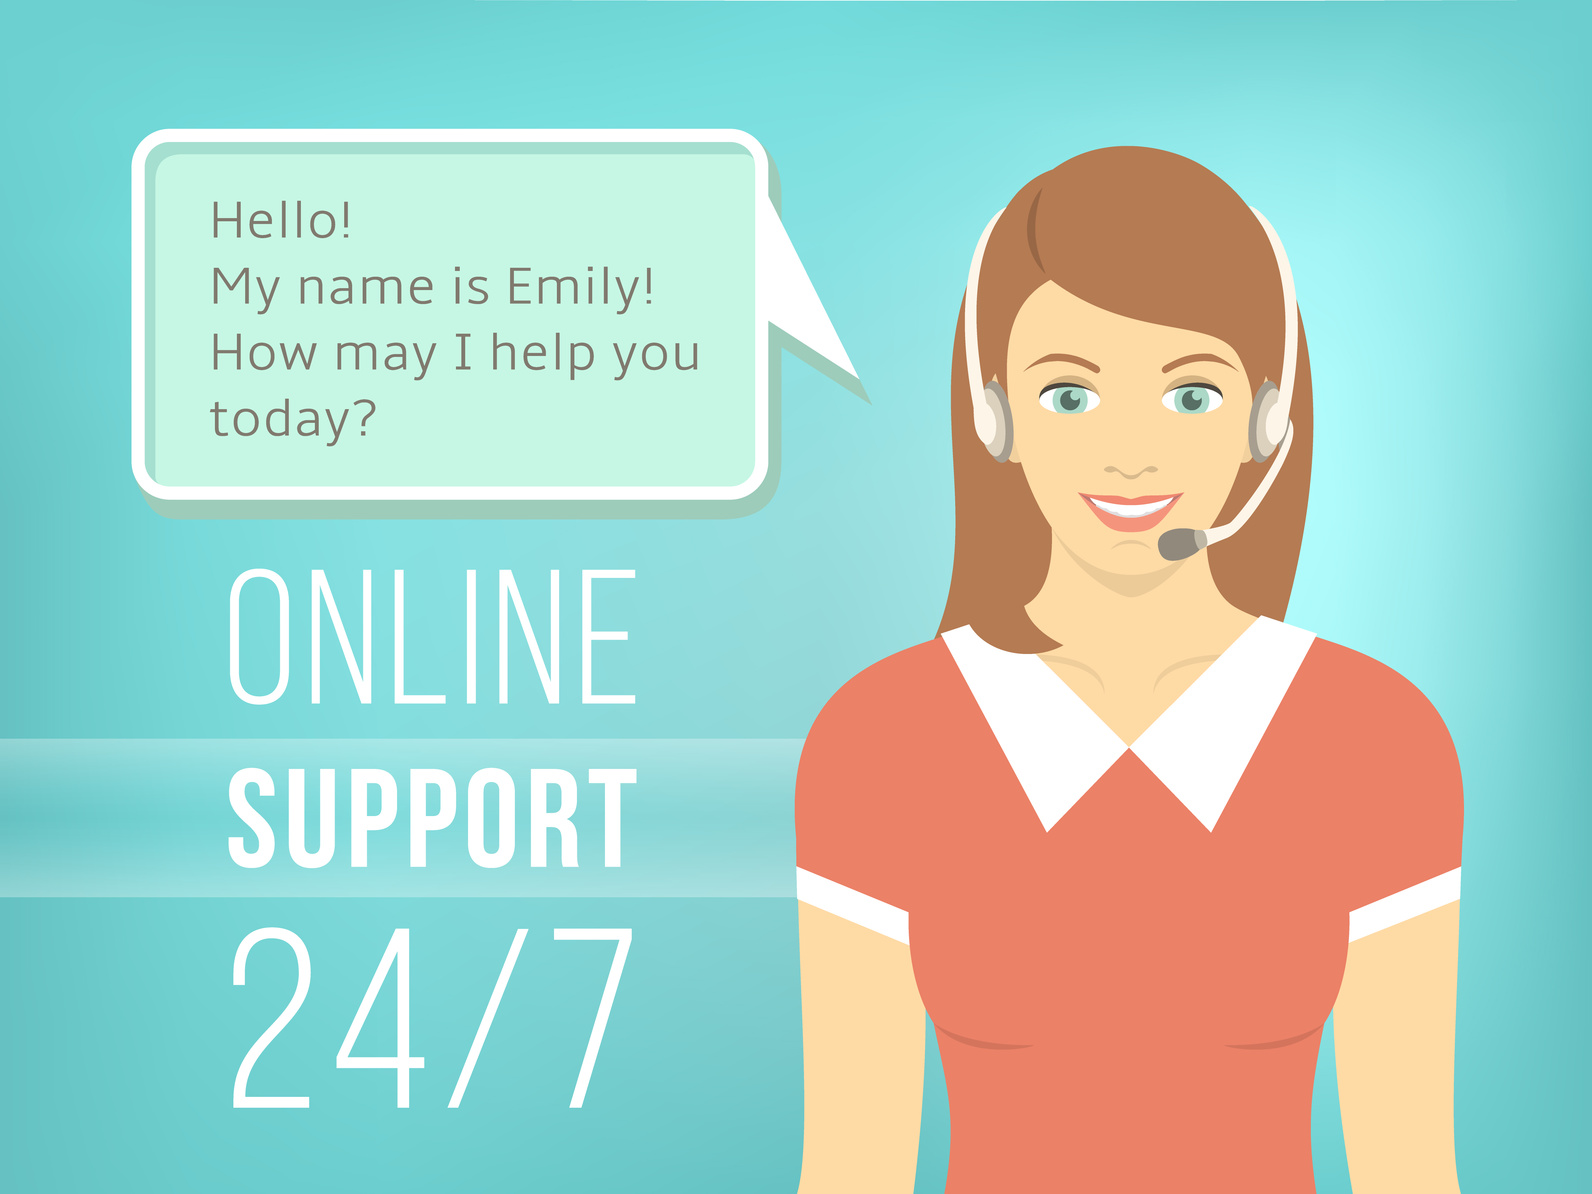 Hello!
My name is Emily!
How may I help you
today?
ONLINE
SUPPORT
24/7